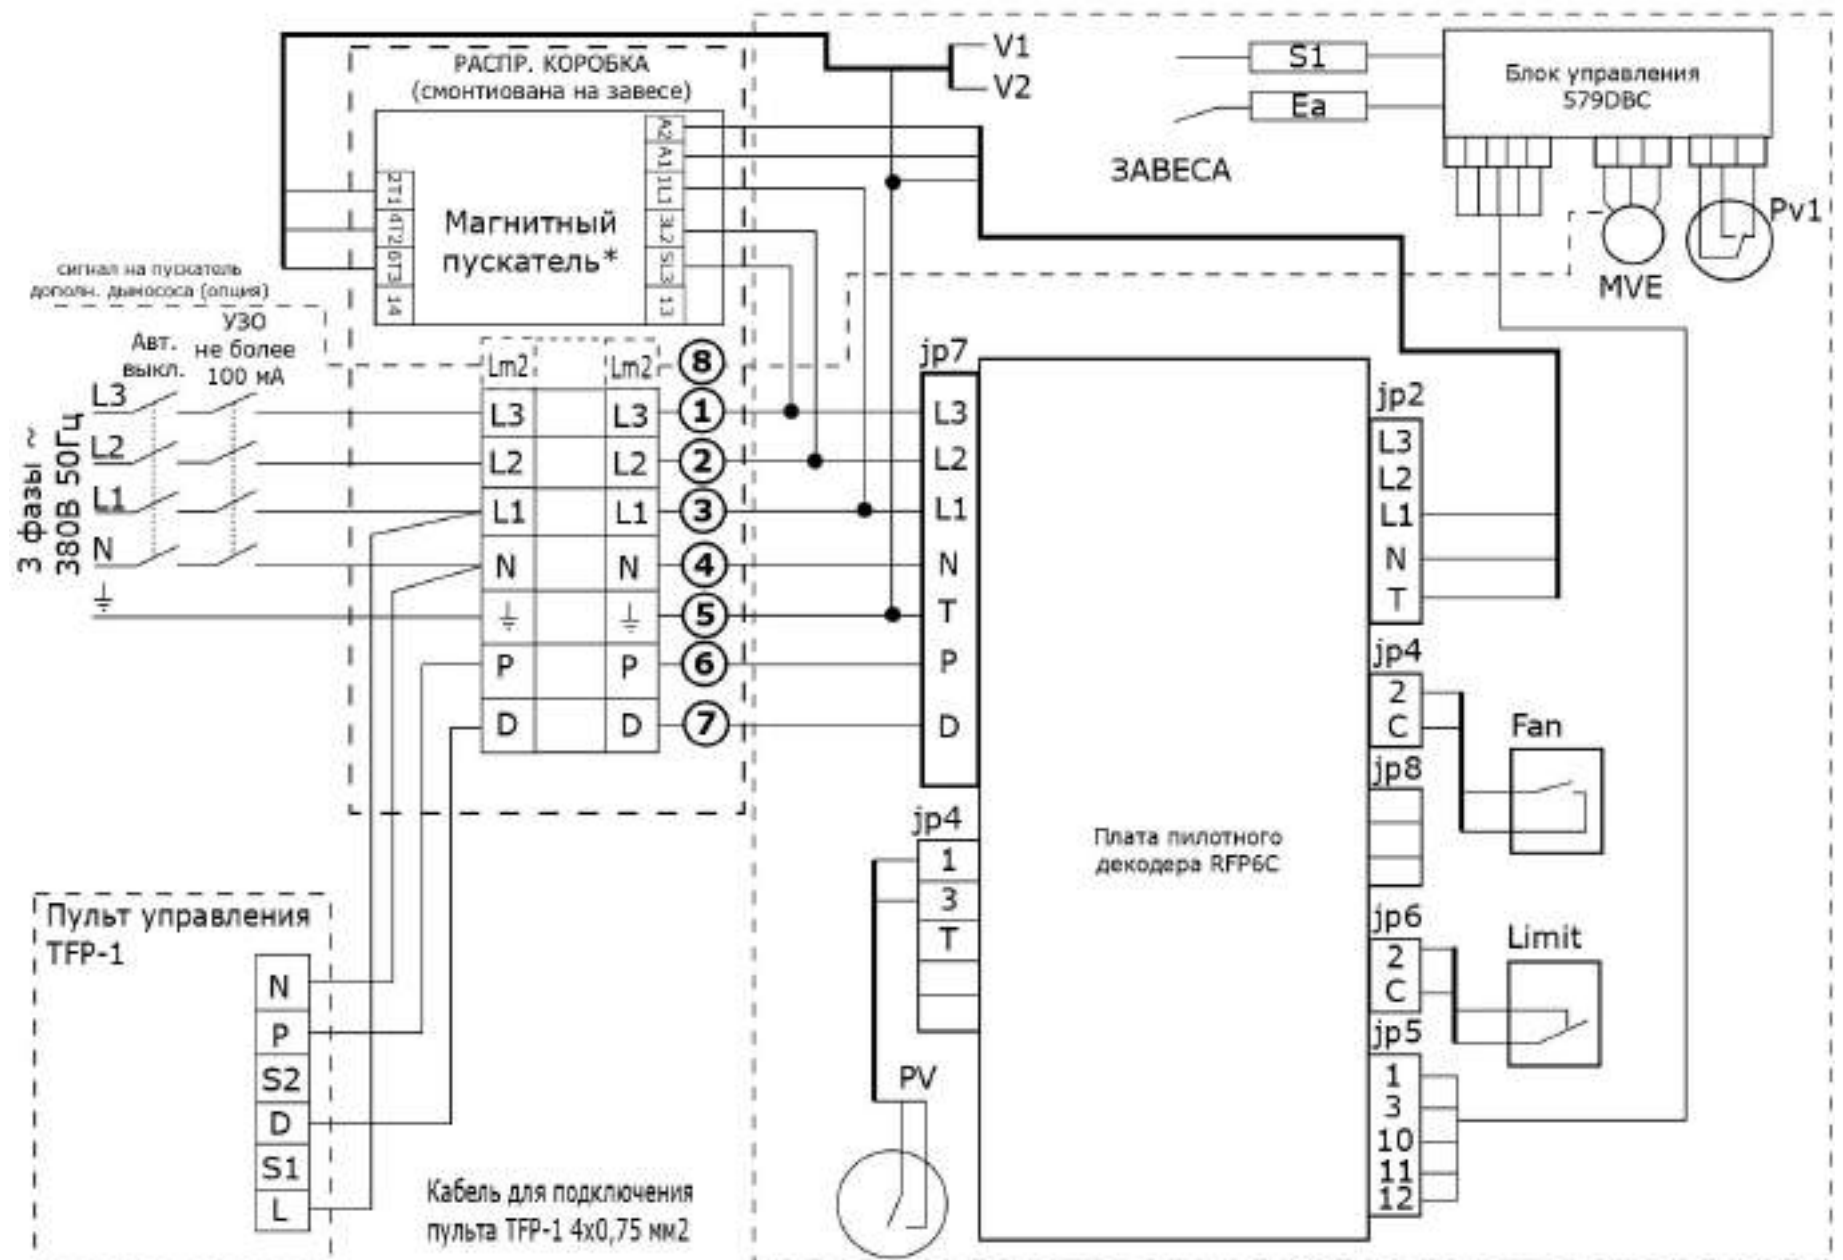 РАСПР. КОРОБКА
(смонтиована на завесе)
V1
V2
S1
Ea
Блок управления
579DBC
ЗАВЕСА
MVE
Pv1
A2
A1
1L1
3L2
5L3
13
2T1
4T2
6T3
14
Магнитный
пускатель*
сигнал на пускатель
дополн. дымососа (опция)
Авт.
выкл.
УЗО
не более
100 мА
3 фазы ~
380В 50Гц
L3
L2
L1
N
Lm2
L3
L2
L1
N
P
D
Lm2
L3
L2
L1
N
P
D
8
1
2
3
4
5
6
7
jp7
L3
L2
L1
N
T
P
D
jp4
1
3
T
PV
Плата пилотного
декодера RFP6C
jp2
L3
L2
L1
N
T
jp4
2
C
jp8
Fan
jp6
2
C
Limit
jp5
1
3
10
11
12
Пульт управления
TFP-1
N
P
S2
D
S1
L
Кабель для подключения
пульта TFP-1 4x0,75 мм2